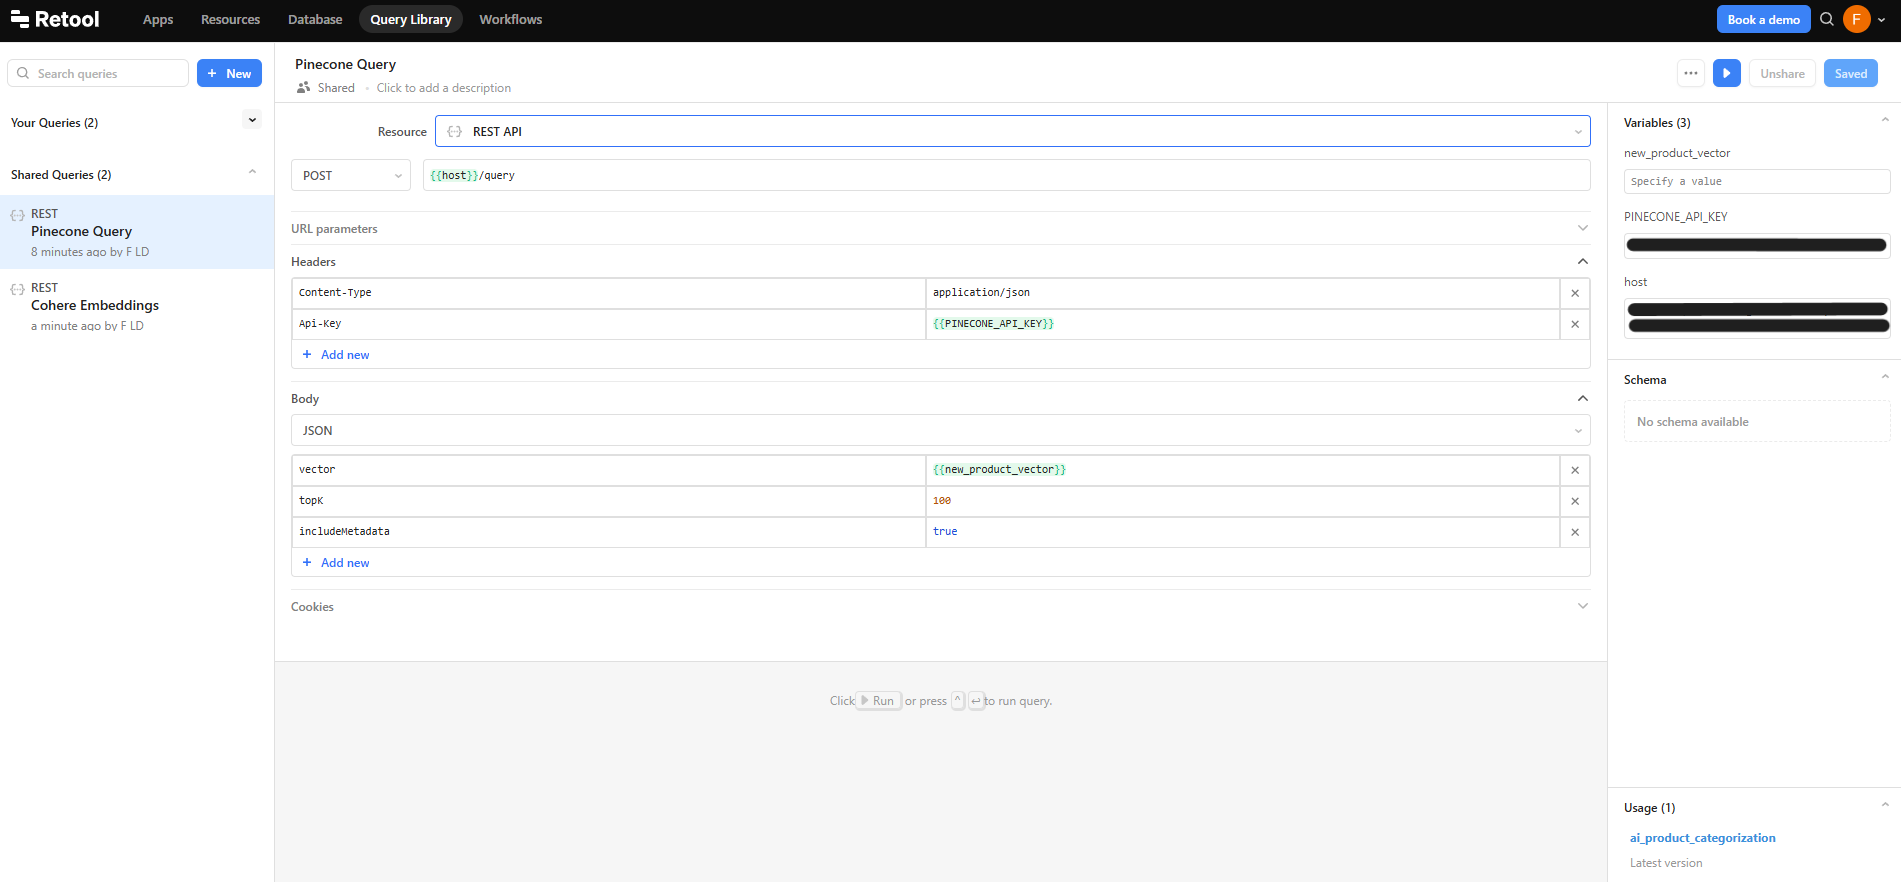 Retool
Apps
Resources
Database
Query Library
Workflows
Book a demo
F
Search queries
+ New
Your Queries (2)
Shared Queries (2)
REST
Pinecone Query
8 minutes ago by F LD
REST
Cohere Embeddings
a minute ago by F LD
Pinecone Query
Shared
Click to add a description
Unshare
Saved
Resource
REST API
POST
{{host}}/query
URL parameters
Headers
Content-Type
application/json
Api-Key
{{PINECONE_API_KEY}}
+ Add new
Body
JSON
vector
{{new_product_vector}}
topK
100
includeMetadata
true
+ Add new
Cookies
Click Run or press ^ ↩ to run query.
Variables (3)
new_product_vector
Specify a value
PINECONE_API_KEY
host
Schema
No schema available
Usage (1)
ai_product_categorization
Latest version